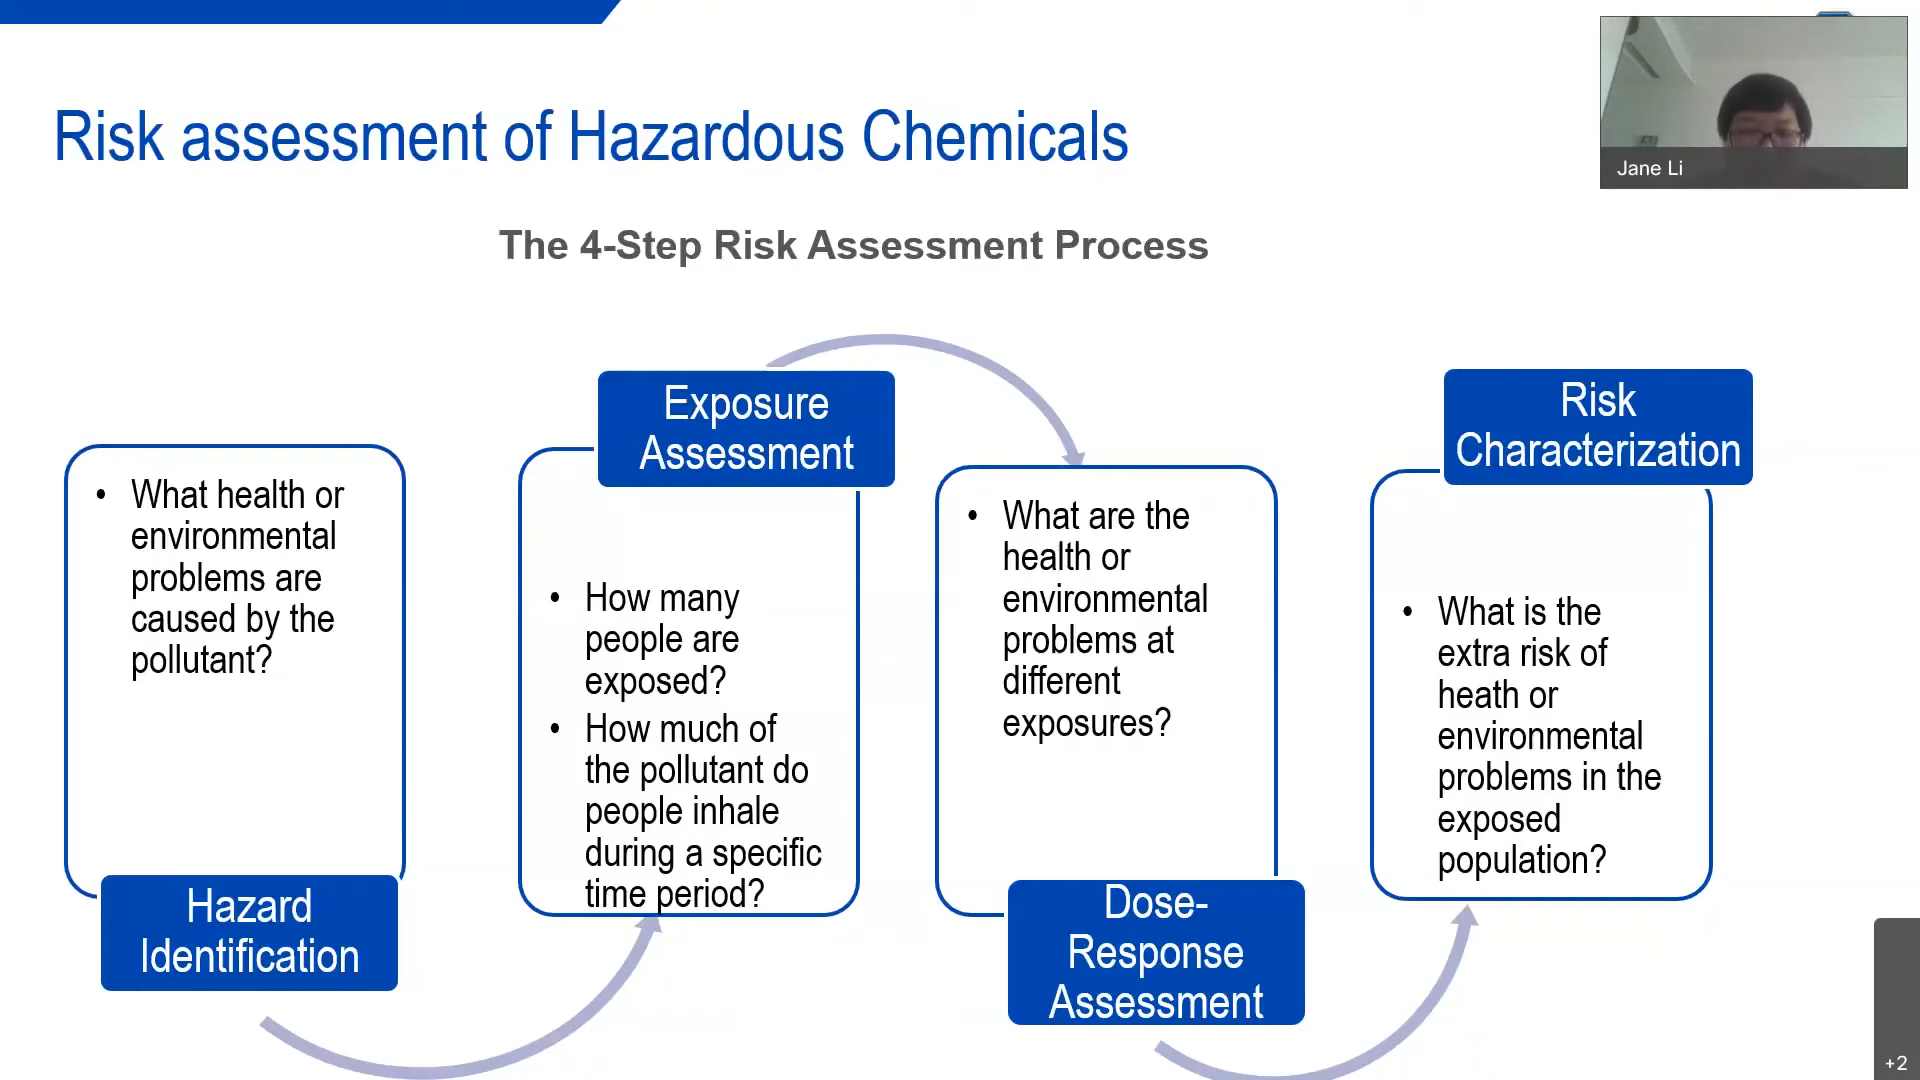 Risk assessment of Hazardous Chemicals
Jane Li
The 4-Step Risk Assessment Process
• What health or
environmental
problems are
caused by the
pollutant?
Hazard
Identification
Exposure
Assessment
• How many
people are
exposed?
• How much of
the pollutant do
people inhale
during a specific
time period?
• What are the
health or
environmental
problems at
different
exposures?
Dose-
Response
Assessment
Risk
Characterization
• What is the
extra risk of
heath or
environmental
problems in the
exposed
population?
+2